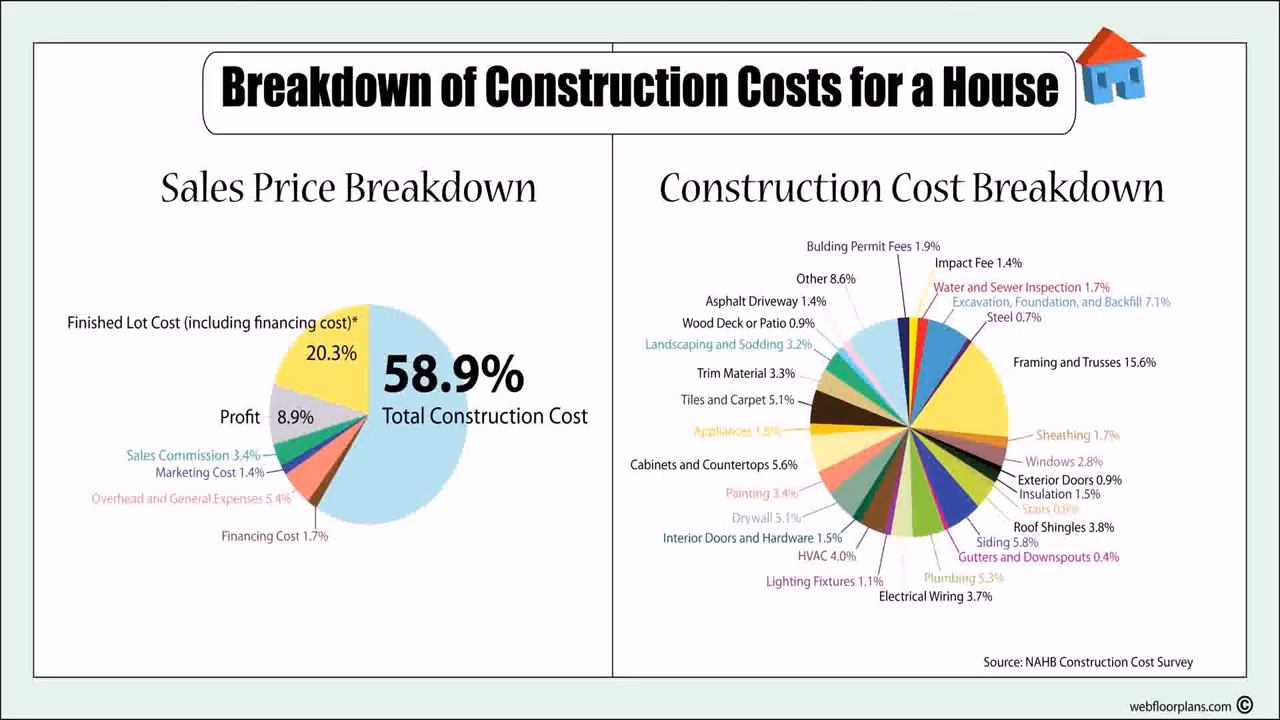 Breakdown of Construction Costs for a House
Sales Price Breakdown
Finished Lot Cost (including financing cost)*
20.3%
58.9%
Total Construction Cost
Profit 8.9%
Sales Commission 3.4%
Marketing Cost 1.4%
Overhead and General Expenses 5.4%
Financing Cost 1.7%
Construction Cost Breakdown
Bulding Permit Fees 1.9%
Impact Fee 1.4%
Other 8.6%
Water and Sewer Inspection 1.7%
Asphalt Driveway 1.4%
Excavation, Foundation, and Backfill 7.1%
Steel 0.7%
Wood Deck or Patio 0.9%
Landscaping and Sodding 3.2%
Framing and Trusses 15.6%
Trim Material 3.3%
Tiles and Carpet 5.1%
Appliances 1.8%
Sheathing 1.7%
Cabinets and Countertops 5.6%
Windows 2.8%
Exterior Doors 0.9%
Painting 3.4%
Insulation 1.5%
Stairs 0.8%
Drywall 5.1%
Roof Shingles 3.8%
Interior Doors and Hardware 1.5%
Siding 5.8%
HVAC 4.0%
Gutters and Downspouts 0.4%
Lighting Fixtures 1.1%
Plumbing 5.3%
Electrical Wiring 3.7%
Source: NAHB Construction Cost Survey
webfloorplans.com ©